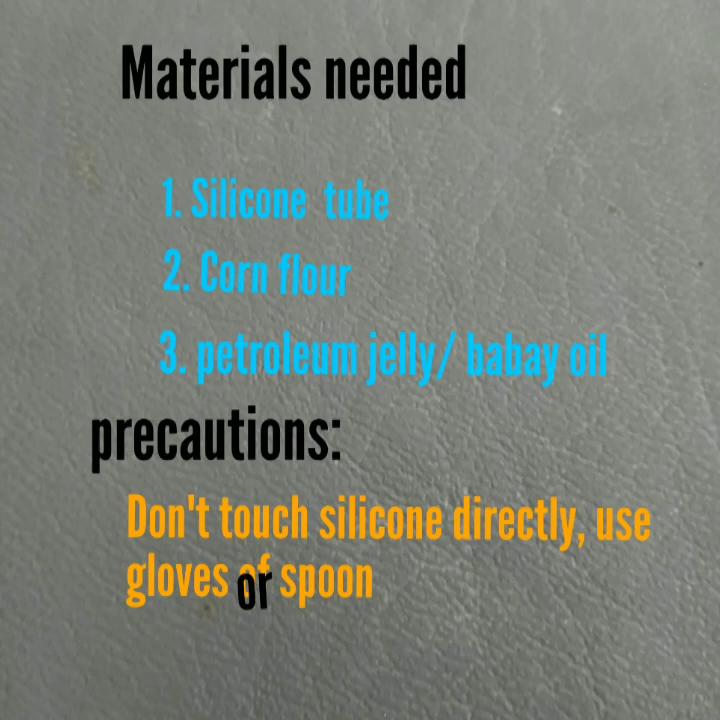 Materials needed
1. Silicone tube
2. Corn flour
3. petroleum jelly/ babay oil
precautions:
Don't touch silicone directly, use
gloves or spoon